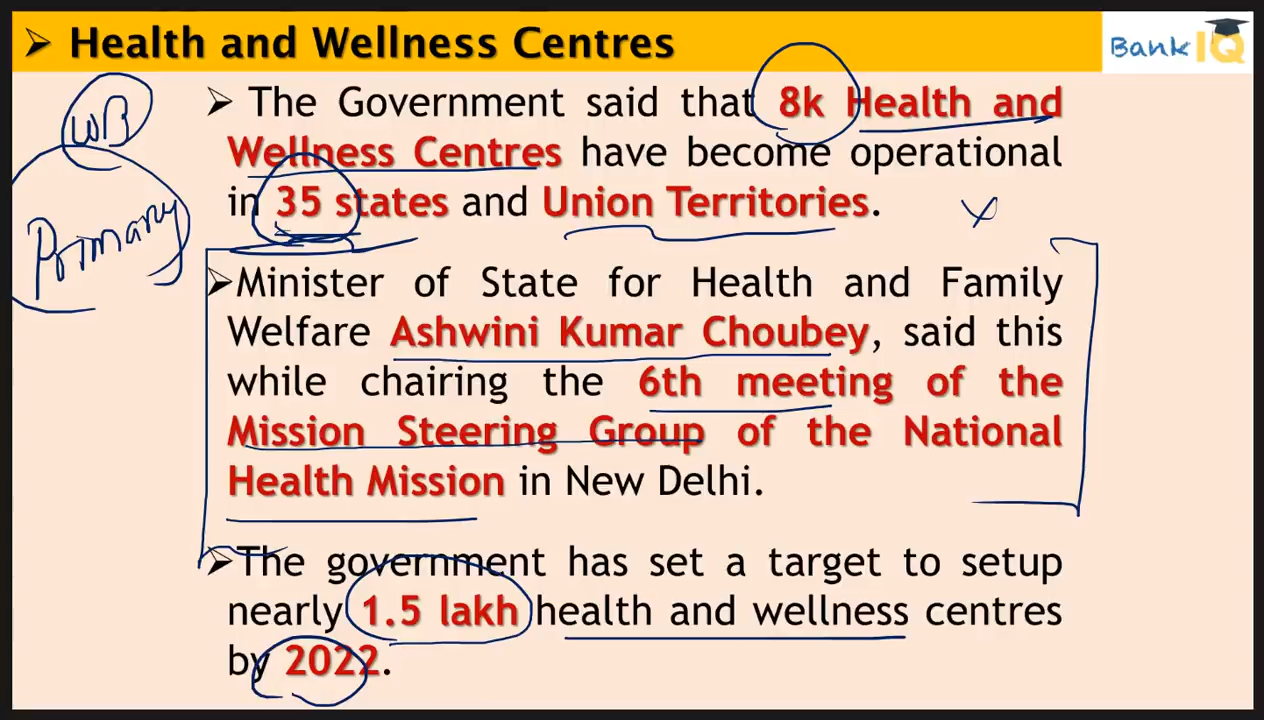 ➤ Health and Wellness Centres
Bank IQ
WB
Primary
➤ The Government said that 8k Health and
Wellness Centres have become operational
in 35 states and Union Territories.
➤Minister of State for Health and Family
Welfare Ashwini Kumar Choubey, said this
while chairing the 6th meeting of the
Mission Steering Group of the National
Health Mission in New Delhi.
➤The government has set a target to setup
nearly 1.5 lakh health and wellness centres
by 2022.